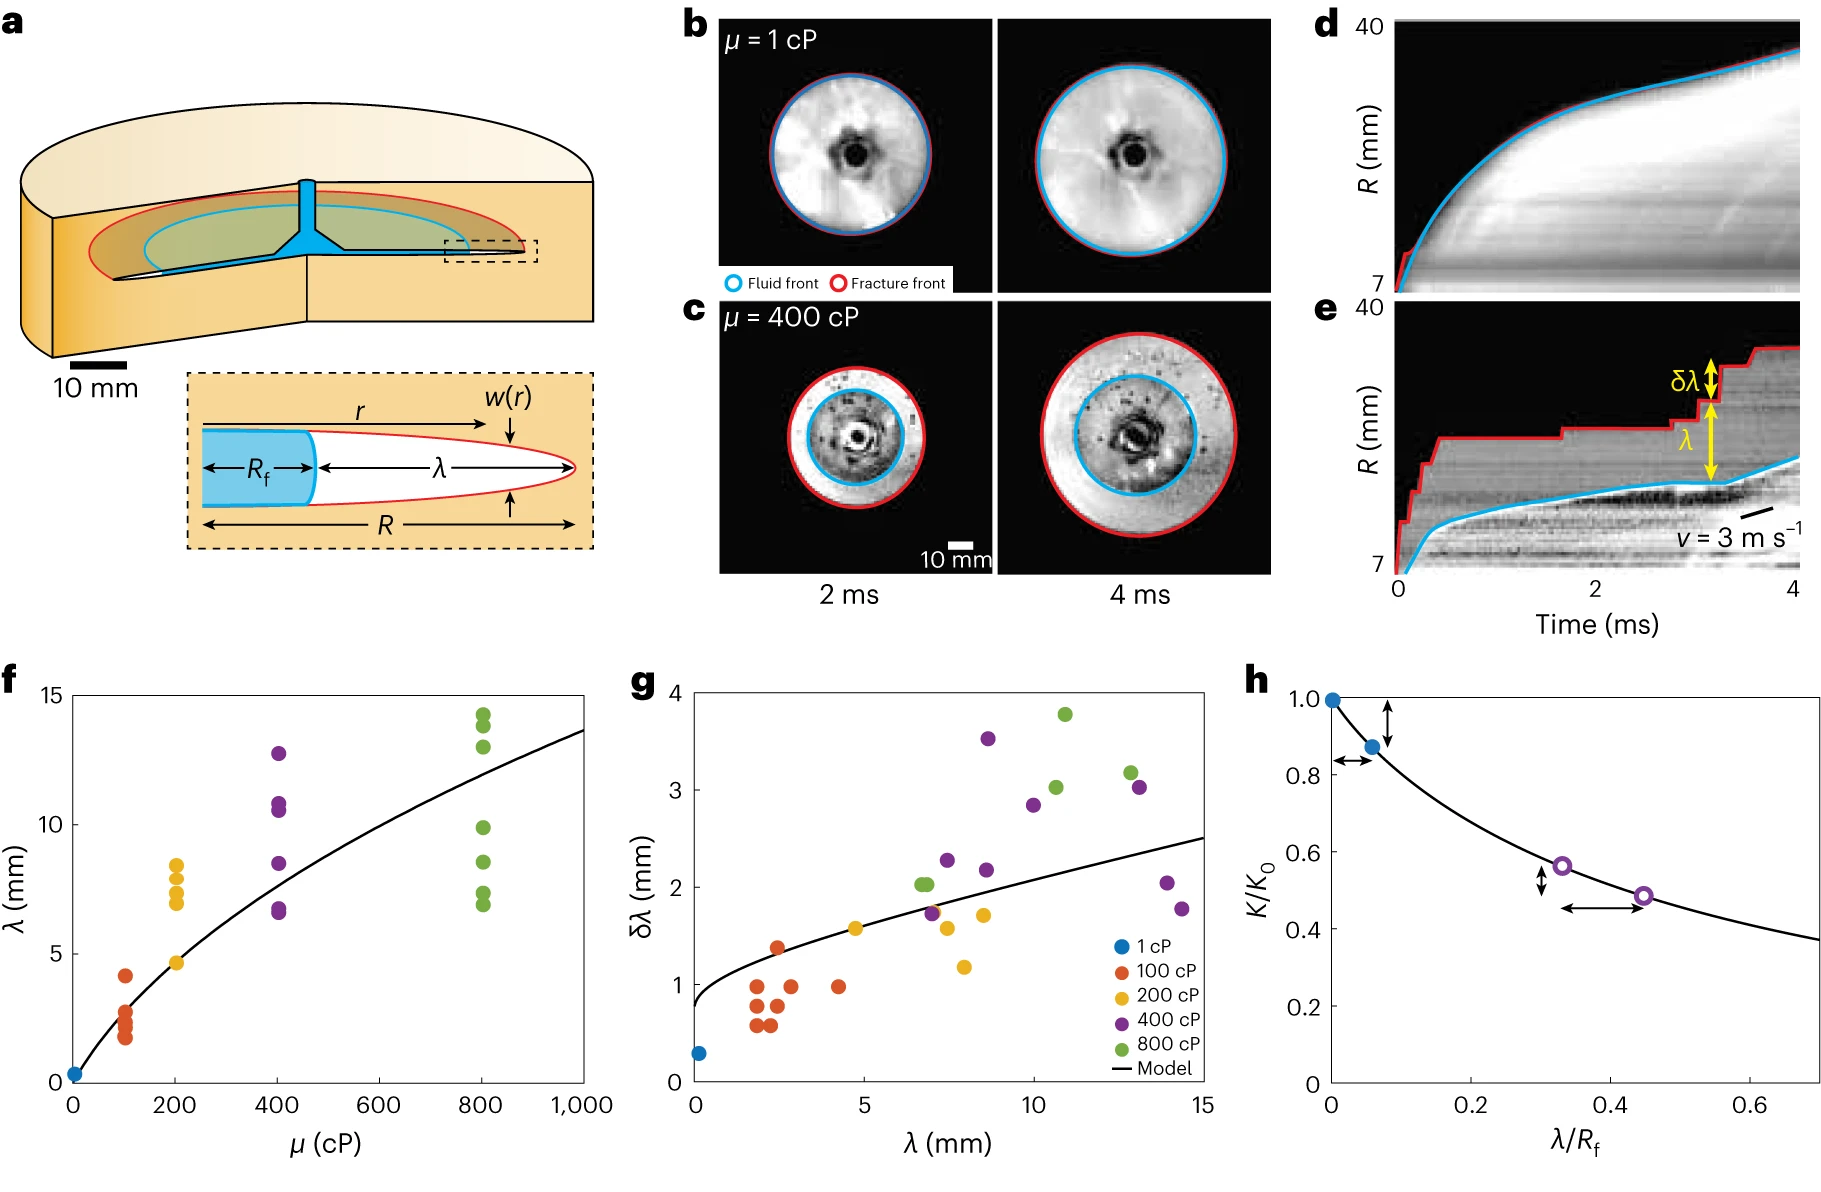 a
10 mm
r
w(r)
Rf
λ
R
b
μ = 1 cP
Fluid front
Fracture front
c
μ = 400 cP
10 mm
2 ms
4 ms
d
40
R (mm)
7
e
40
R (mm)
7
δλ
λ
v = 3 m s⁻¹
0
2
4
Time (ms)
f
15
10
5
0
λ (mm)
0
200
400
600
800
1,000
μ (cP)
g
4
3
2
1
0
δλ (mm)
0
5
10
15
λ (mm)
1 cP
100 cP
200 cP
400 cP
800 cP
Model
h
1.0
0.8
0.6
0.4
0.2
0
K/K₀
0
0.2
0.4
0.6
λ/Rf